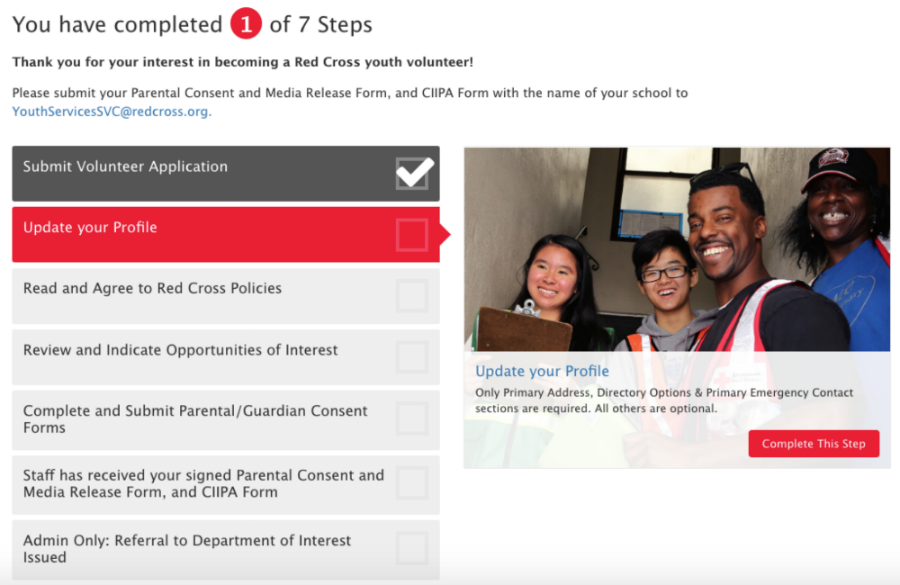 You have completed 1 of 7 Steps
Thank you for your interest in becoming a Red Cross youth volunteer!
Please submit your Parental Consent and Media Release Form, and CIIPA Form with the name of your school to
YouthServicesSVC@redcross.org.
Submit Volunteer Application
Update your Profile
Read and Agree to Red Cross Policies
Review and Indicate Opportunities of Interest
Complete and Submit Parental/Guardian Consent
Forms
Staff has received your signed Parental Consent and
Media Release Form, and CIIPA Form
Admin Only: Referral to Department of Interest
Issued
Update your Profile
Only Primary Address, Directory Options & Primary Emergency Contact
sections are required. All others are optional.
Complete This Step